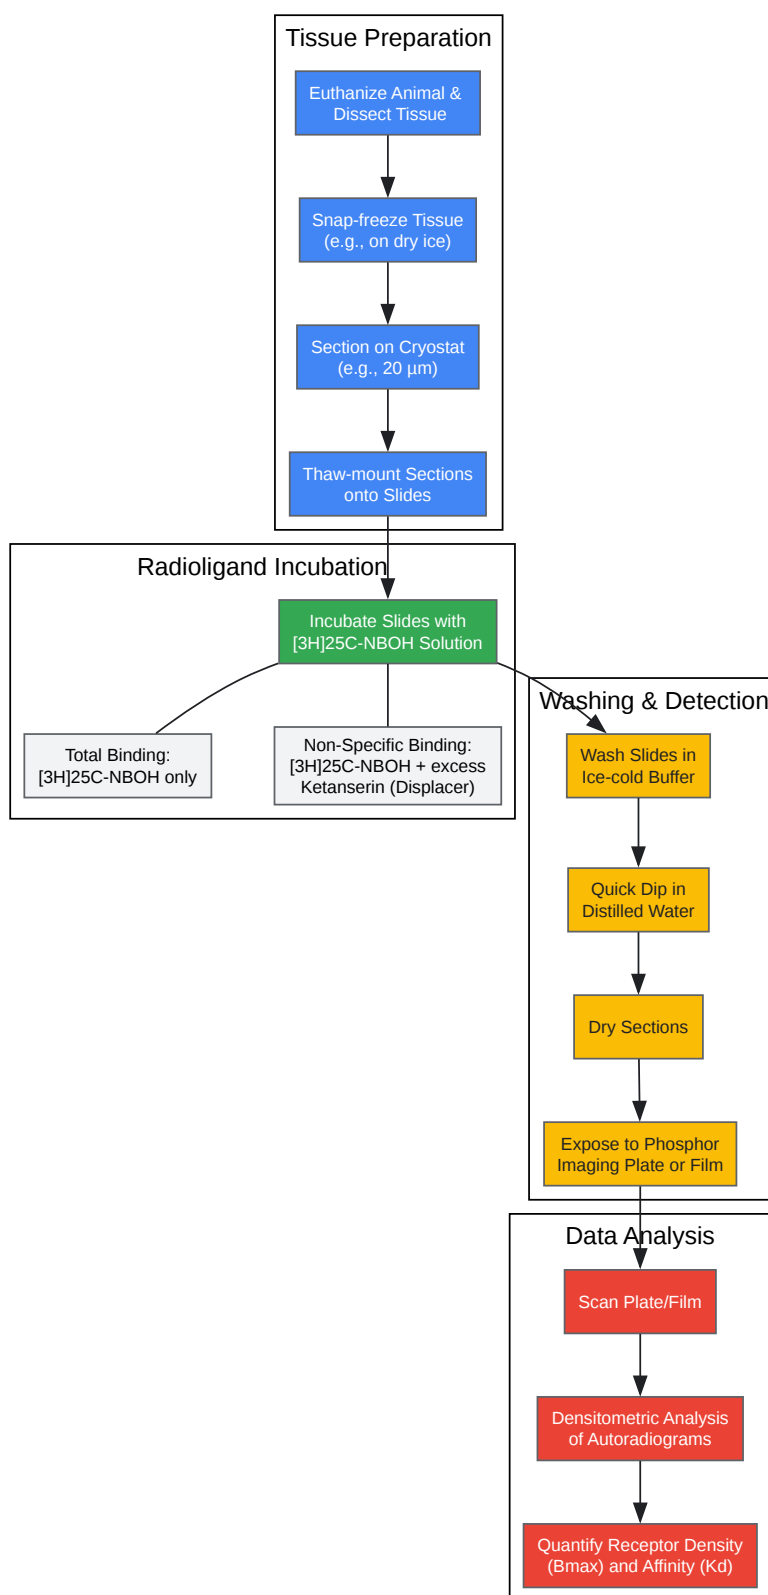 Tissue Preparation
Euthanize Animal &
Dissect Tissue
Snap-freeze Tissue
(e.g., on dry ice)
Section on Cryostat
(e.g., 20 µm)
Thaw-mount Sections
onto Slides
Radioligand Incubation
Incubate Slides with
[3H]25C-NBOH Solution
Total Binding:
[3H]25C-NBOH only
Non-Specific Binding:
[3H]25C-NBOH + excess
Ketanserin (Displacer)
Washing & Detection
Wash Slides in
Ice-cold Buffer
Quick Dip in
Distilled Water
Dry Sections
Expose to Phosphor
Imaging Plate or Film
Data Analysis
Scan Plate/Film
Densitometric Analysis
of Autoradiograms
Quantify Receptor Density
(Bmax) and Affinity (Kd)